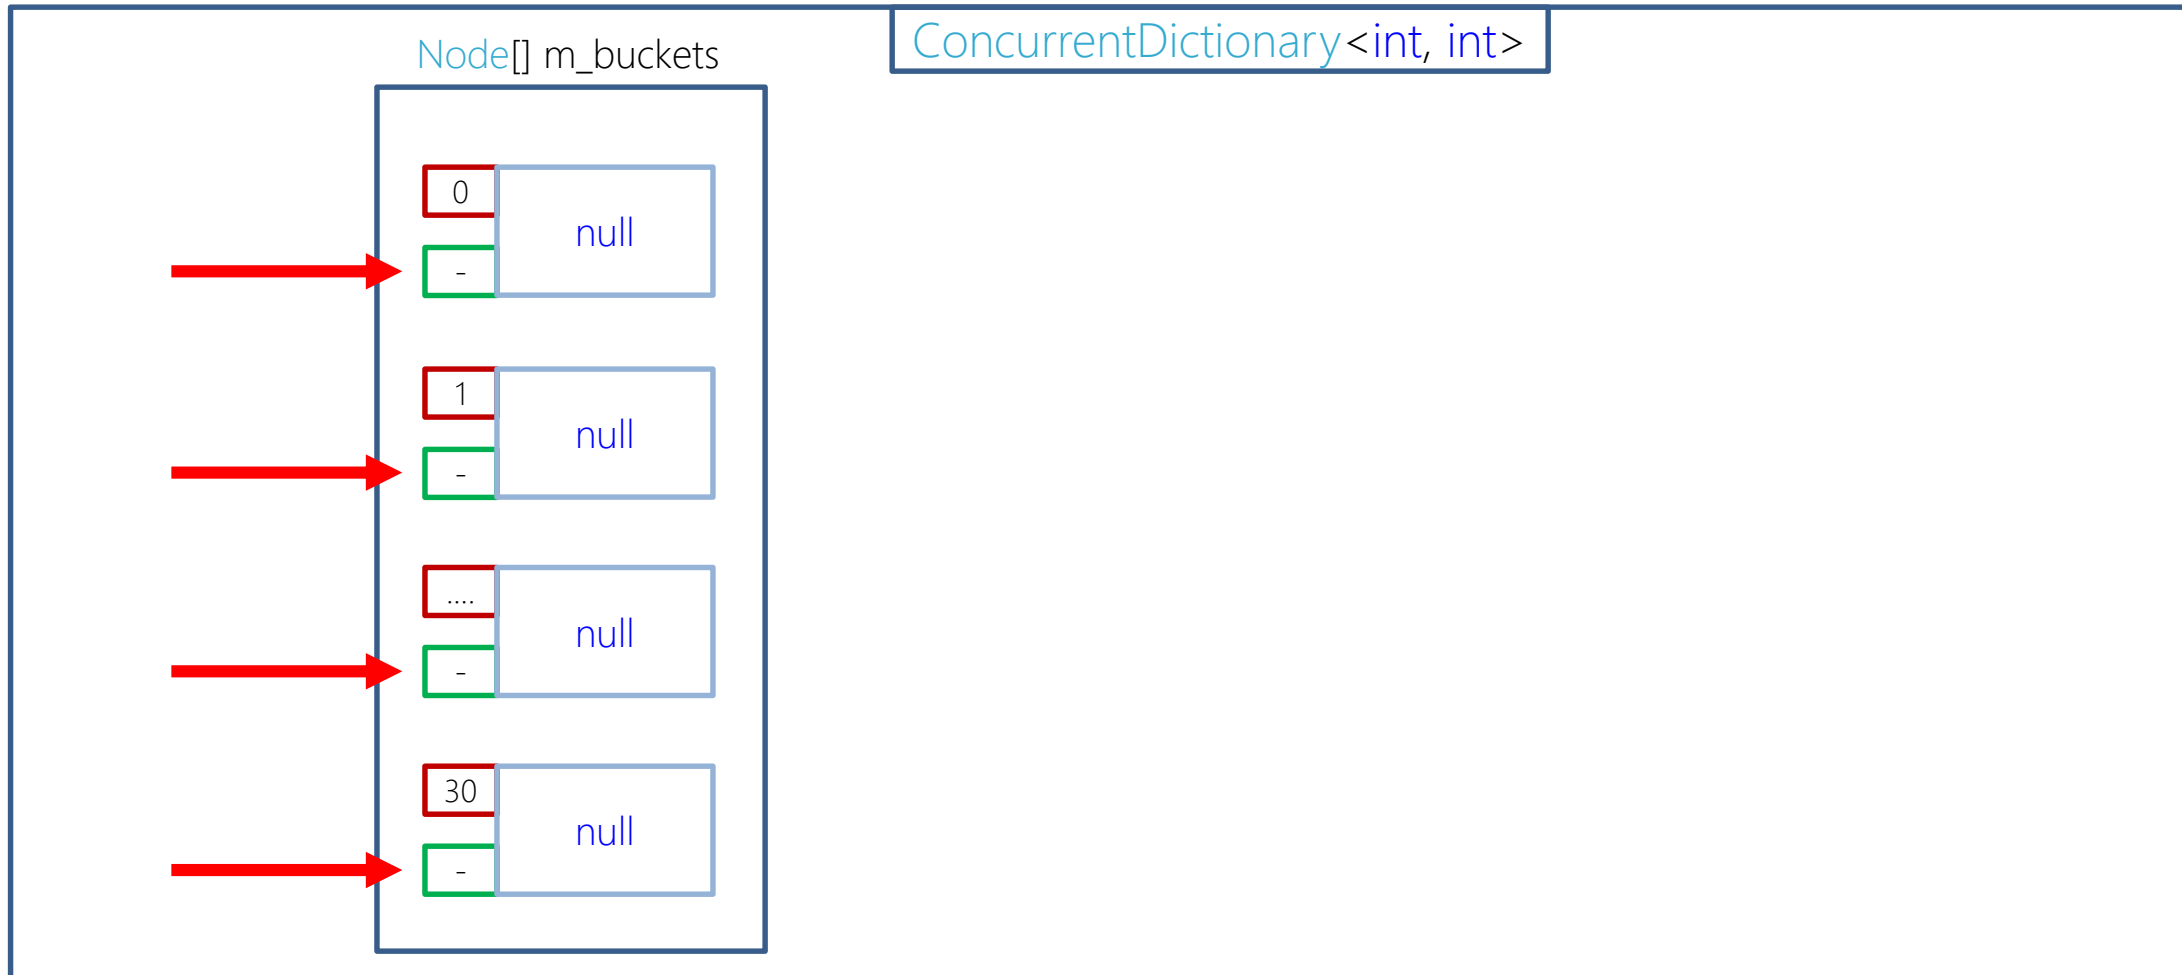 ConcurrentDictionary<int, int>
Node[] m_buckets
0
null
-
1
null
-
....
null
-
30
null
-